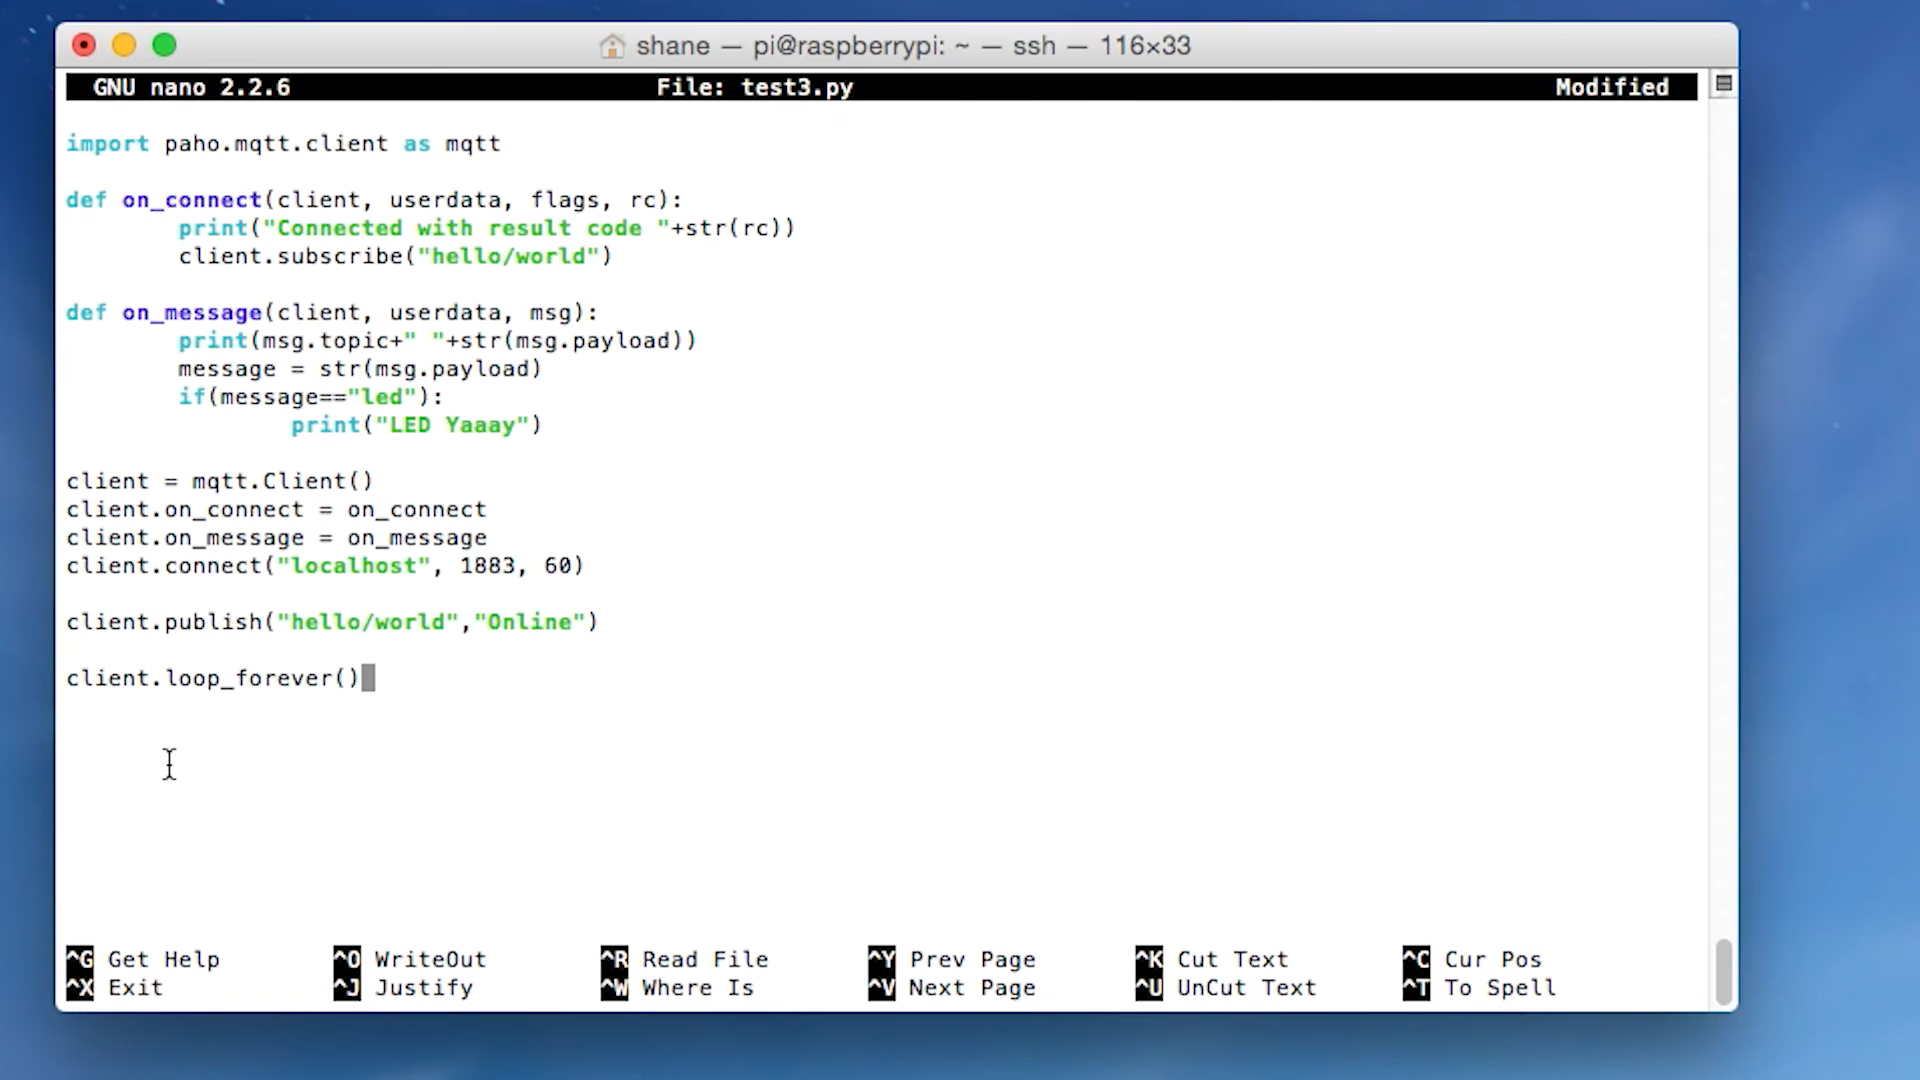 shane — pi@raspberrypi: ~ — ssh — 116×33
GNU nano 2.2.6 File: test3.py Modified
import paho.mqtt.client as mqtt
def on_connect(client, userdata, flags, rc):
print("Connected with result code "+str(rc))
client.subscribe("hello/world")
def on_message(client, userdata, msg):
print(msg.topic+" "+str(msg.payload))
message = str(msg.payload)
if(message=="led"):
print("LED Yaaay")
client = mqtt.Client()
client.on_connect = on_connect
client.on_message = on_message
client.connect("localhost", 1883, 60)
client.publish("hello/world","Online")
client.loop_forever()
^G Get Help ^O WriteOut ^R Read File ^Y Prev Page ^K Cut Text ^C Cur Pos
^X Exit ^J Justify ^W Where Is ^V Next Page ^U UnCut Text ^T To Spell